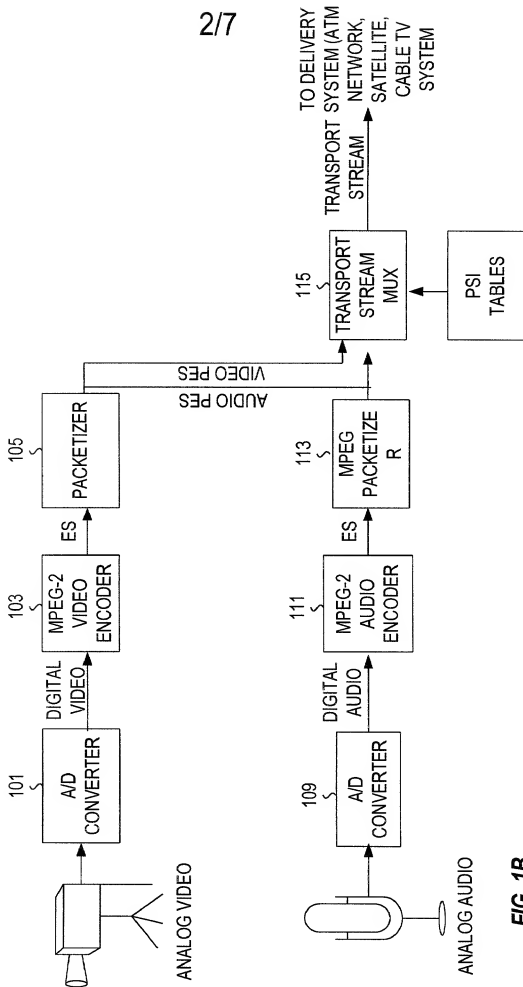 2/7
101
A/D
CONVERTER
DIGITAL
VIDEO
103
MPEG-2
VIDEO
ENCODER
ES
105
PACKETIZER
ANALOG VIDEO
AUDIO PES
VIDEO PES
109
A/D
CONVERTER
DIGITAL
AUDIO
111
MPEG-2
AUDIO
ENCODER
ES
113
MPEG
PACKETIZE
R
115
TRANSPORT
STREAM
MUX
TRANSPORT
STREAM
TO DELIVERY
SYSTEM (ATM
NETWORK,
SATELLITE,
CABLE TV
SYSTEM
PSI
TABLES
ANALOG AUDIO
FIG. 1B